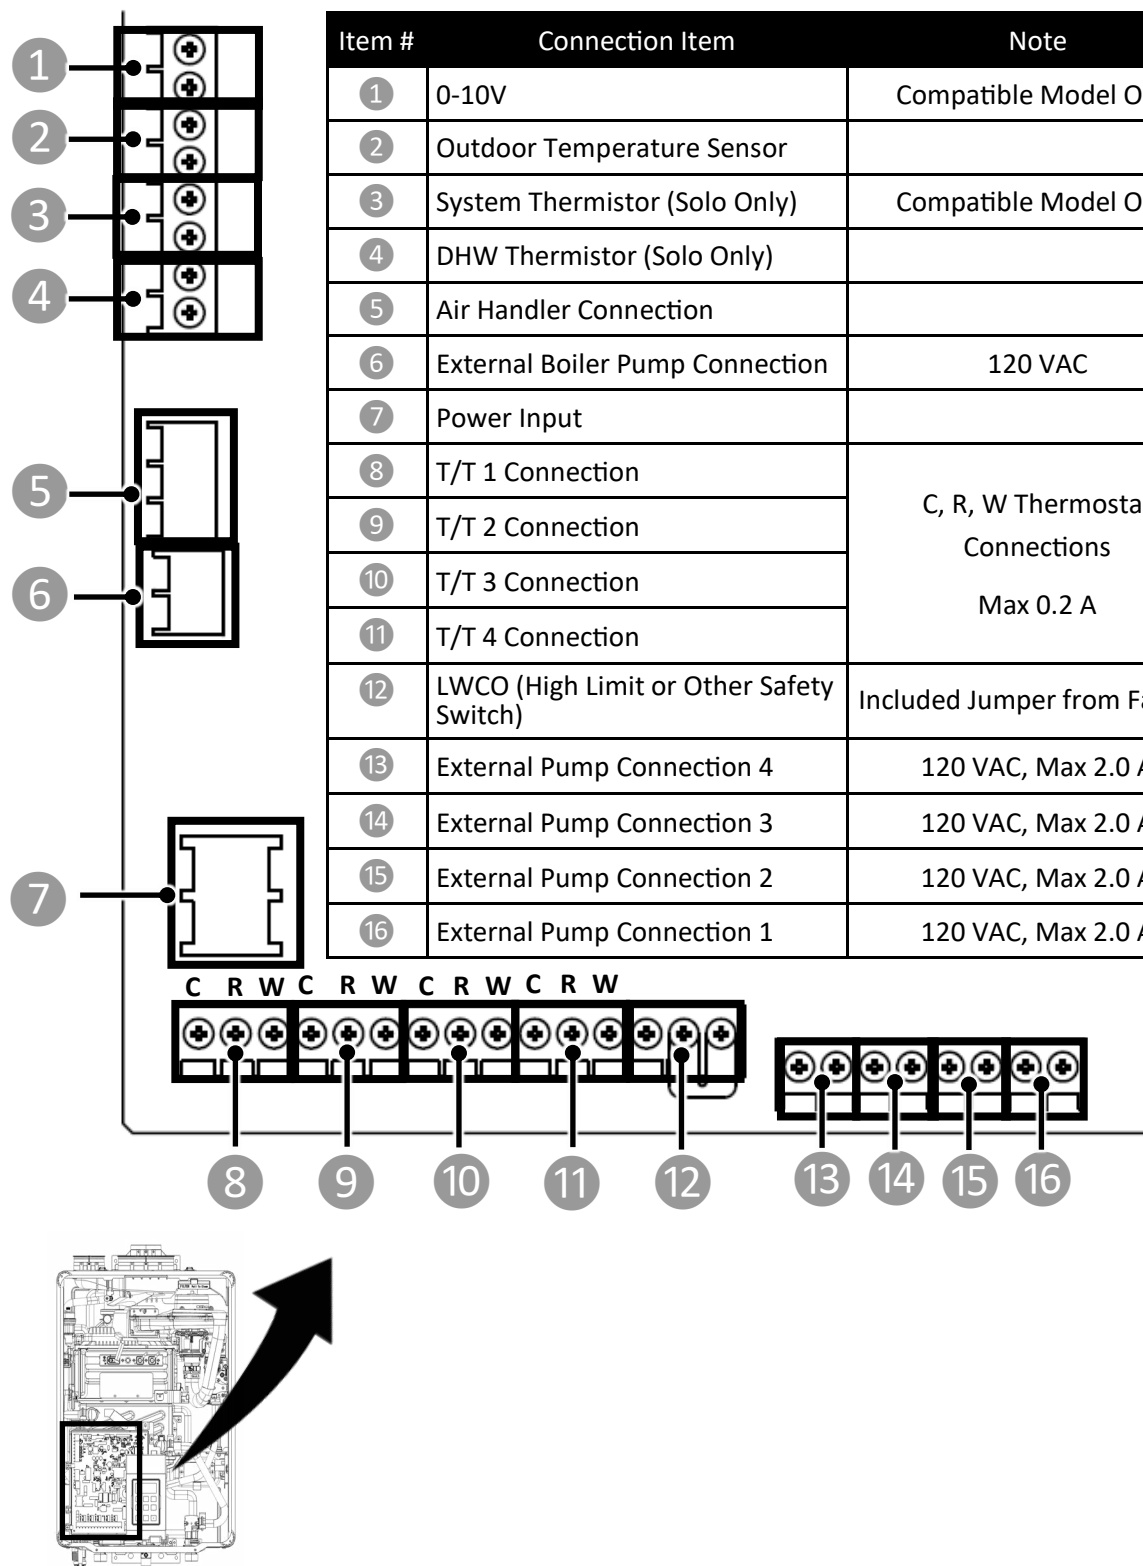 Item # Connection Item Note
1 0-10V Compatible Model O
2 Outdoor Temperature Sensor
3 System Thermistor (Solo Only) Compatible Model O
4 DHW Thermistor (Solo Only)
5 Air Handler Connection
6 External Boiler Pump Connection 120 VAC
7 Power Input
8 T/T 1 Connection
9 T/T 2 Connection
10 T/T 3 Connection
11 T/T 4 Connection
C, R, W Thermosta
Connections
Max 0.2 A
12 LWCO (High Limit or Other Safety
Switch)
Included Jumper from Fa
13 External Pump Connection 4 120 VAC, Max 2.0 A
14 External Pump Connection 3 120 VAC, Max 2.0 A
15 External Pump Connection 2 120 VAC, Max 2.0 A
16 External Pump Connection 1 120 VAC, Max 2.0 A
1
2
3
4
5
6
7
C R W C R W C R W C R W
8 9 10 11 12 13 14 15 16